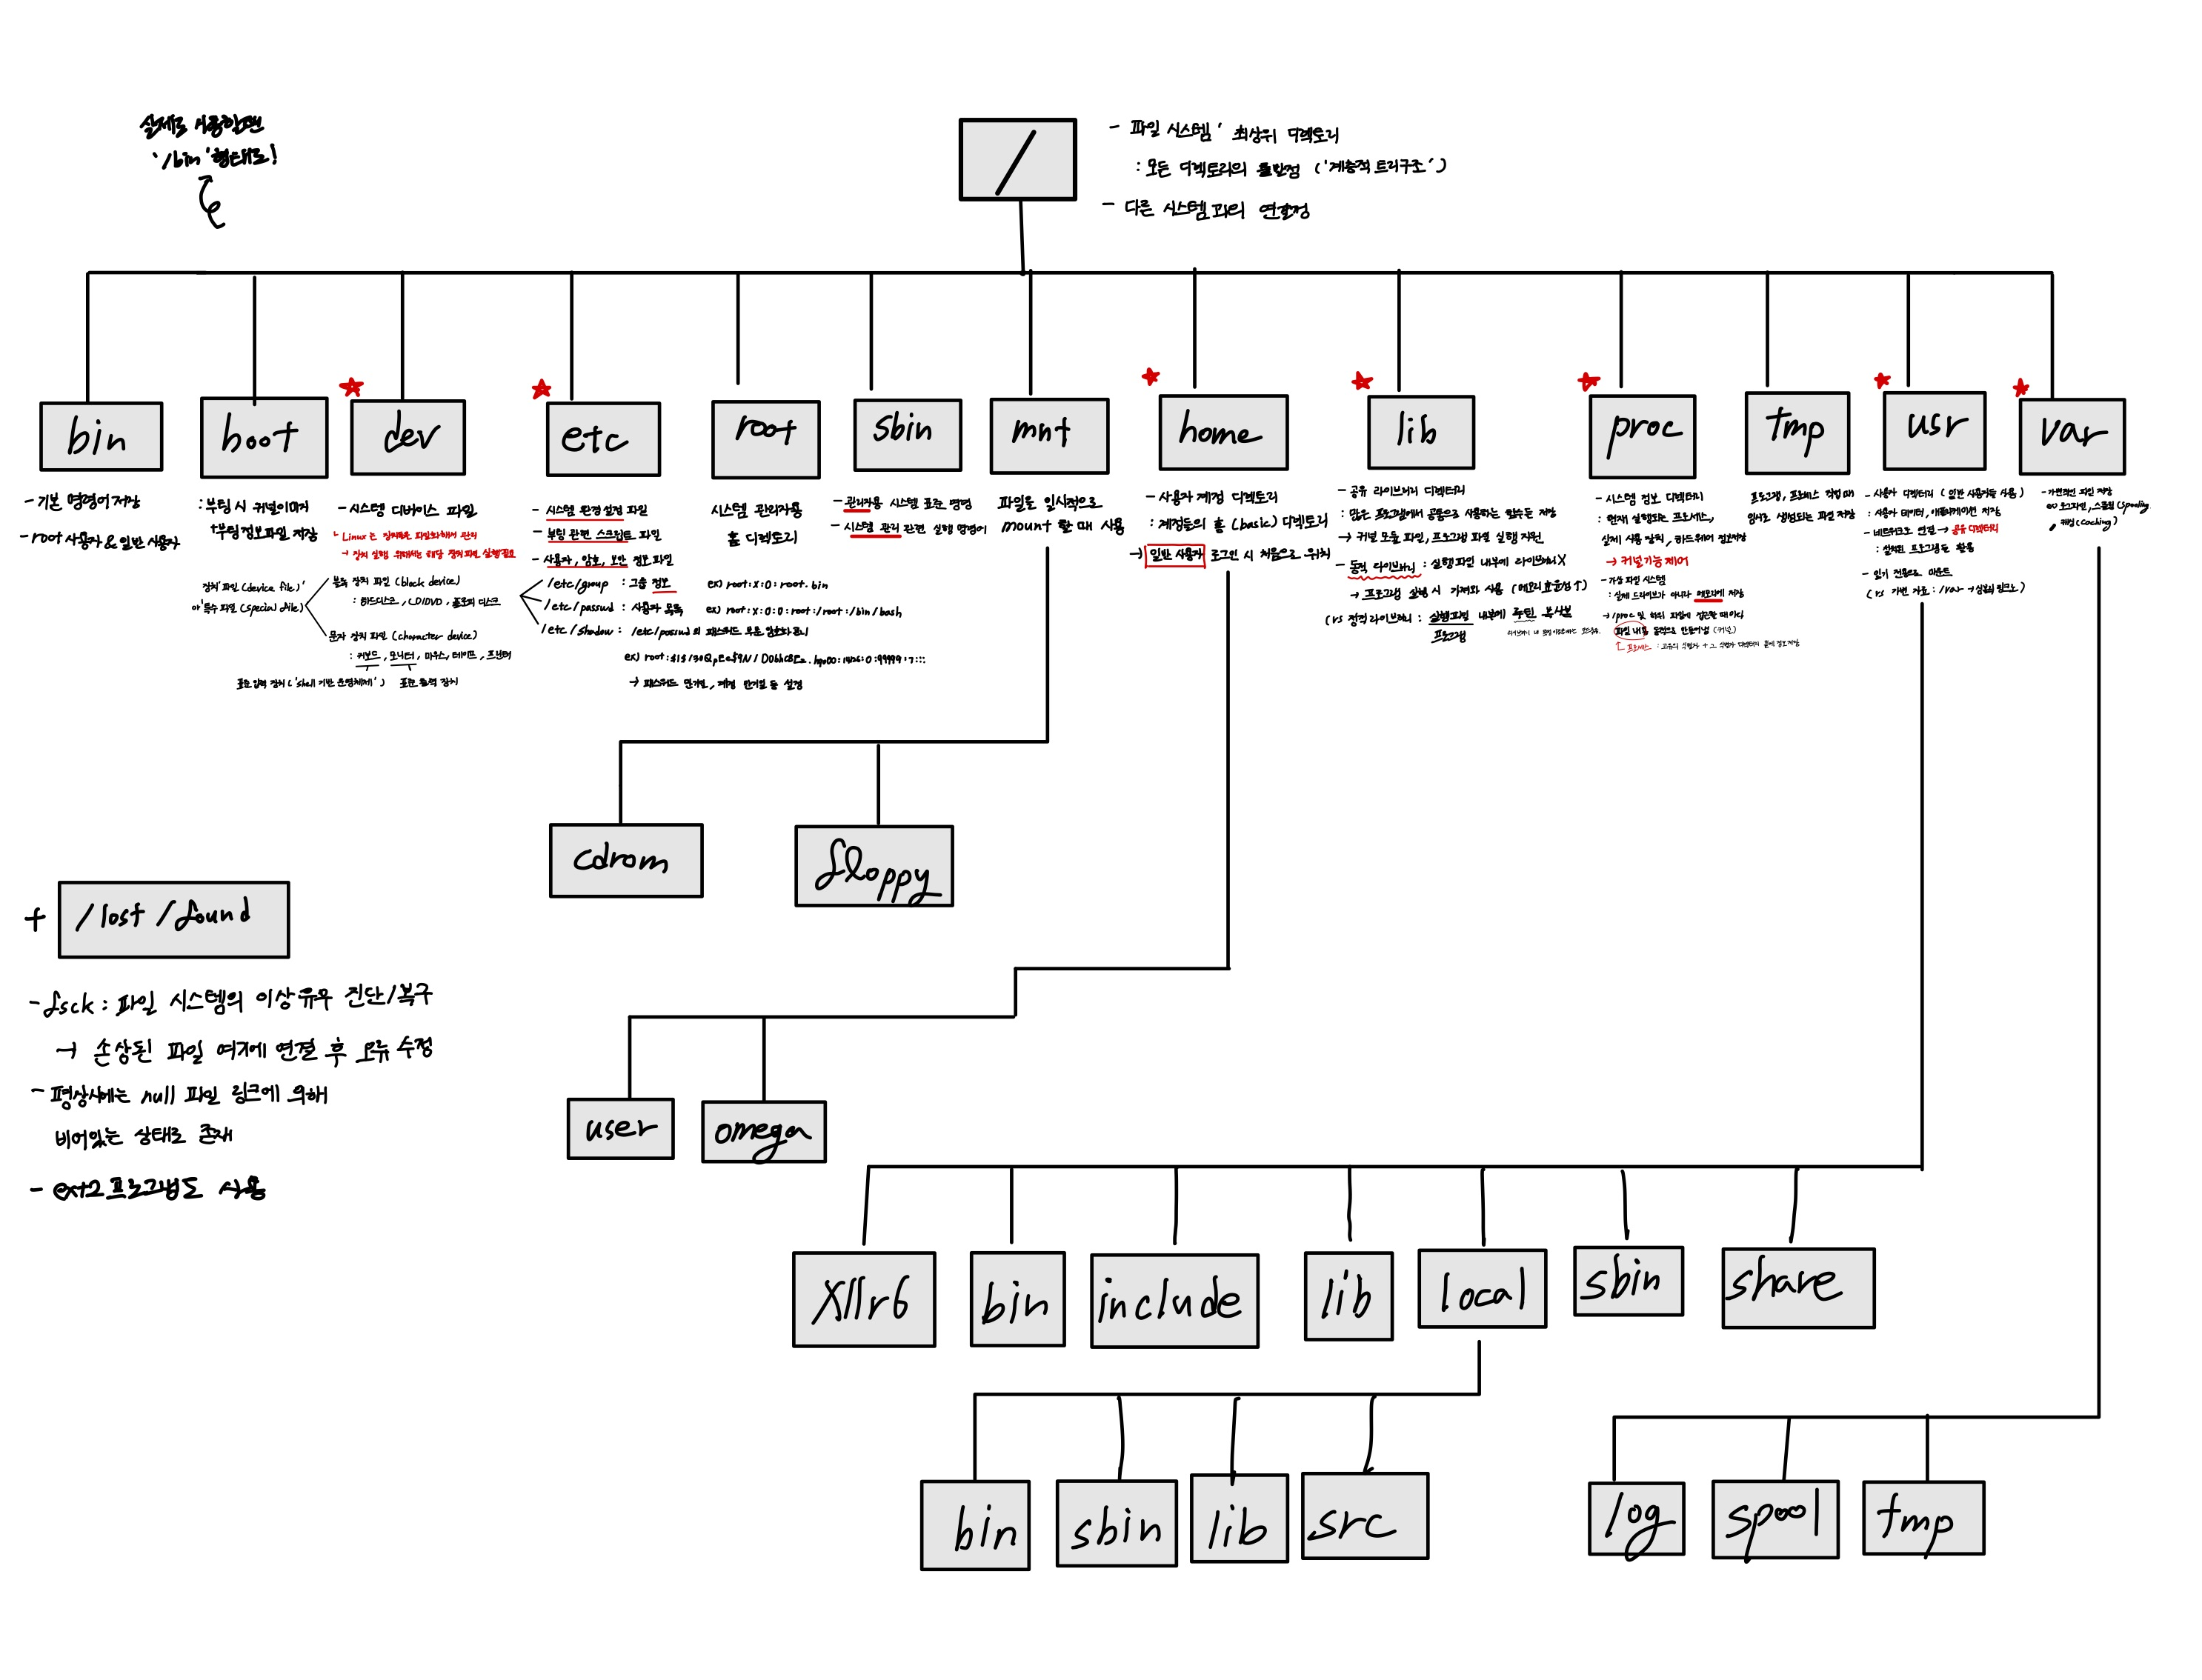 실제로 사용할땐
'/bin' 형태로!
/
- 파일 시스템' 최상위 디렉토리
: 모든 디렉토리의 출발점 ('계층적 트리구조')
- 다른 시스템과의 연결점
bin
- 기본 명령어 저장
- root 사용자 & 일반 사용자
boot
: 부팅 시 커널이미지
+부팅 정보파일 저장
dev
- 시스템 디바이스 파일
Linux는 장치들을 파일화해서 관리
→ 장치 실행 위해서는 해당 장치파일 실행필요
장치 파일 (device file)'
'특수 파일 (special file)
블록 장치 파일 (block device)
: 하드디스크, CD/DVD, 플로피 디스크
문자 장치 파일 (character device)
: 키보드, 모니터, 마우스, 테이프, 프린터
표준 입력 장치 ('shell 기반 운영체제') 표준 출력 장치
etc
- 시스템 환경 설정 파일
- 부팅 관련 스크립트 파일
- 사용자, 암호, 보안 정보 파일
/etc/group : 그룹 정보 ex) root:x:0:root.bin
/etc/passwd : 사용자 목록 ex) root:x:0:0:root:/root:/bin/bash
/etc/shadow : /etc/passwd의 패스워드 부분 암호화 표시
ex) root:
→ 패스워드 만기일, 계정 만기일 등 설정
root
시스템 관리자용
홈 디렉토리
sbin
- 관리자용 시스템 표준 명령
- 시스템 관리 관련 실행 명령어
mnt
파일을 일시적으로
mount 할 때 사용
home
- 사용자 계정 디렉토리
: 계정들의 홈 (basic) 디렉토리
→ 일반 사용자 로그인 시 처음으로 위치
lib
- 공유 라이브러리 디렉터리
: 많은 프로그램에서 공통으로 사용하는 함수들 저장
→ 커널 모듈 파일, 프로그램 파일 실행 지원
- 동적 라이브러리 : 실행파일 내부에 라이브러리 X
→ 프로그램 실행 시 가져와 사용 (메모리 효율성 ↑)
(vs 정적 라이브러리 : 실행파일 내부에 루틴 복사본
프로그램
proc
- 시스템 정보 디렉터리
: 현재 실행되는 프로세스,
실제 사용 장치, 하드웨어 정보저장
→ 커널기능 제어
- 가상 파일 시스템
: 실제 드라이브가 아니라 메모리에 저장
→ /proc 및 하위 파일에 접근할 때마다
파일 내용 동적으로 만들어냄 (커널)
tmp
프로그램, 프로세스 작업 때
임시로 생성되는 파일 저장
usr
- 사용자 디렉터리 (일반 사용자들 사용)
: 사용자 데이터, 애플리케이션 저장
- 네트워크로 연결 → 공유 디렉터리
: 설치된 프로그램들 활용
- 읽기 전용으로 마운트
(vs 가변 자료 : /var → 심볼릭 링크)
var
- 가변적인 파일 저장
ex) 로그파일, 스풀링 (Spooling)
캐싱 (caching)
cdrom
floppy
+ /lost /found
- fsck : 파일 시스템의 이상유무 진단/복구
→ 손상된 파일 여기에 연결 후 오류 수정
- 평상시에는 null 파일 링크에 의해
비어있는 상태로 존재
- ext2 프로그램도 사용
user
omega
X11r6
bin
include
lib
local
sbin
share
bin
sbin
lib
src
log
spool
tmp